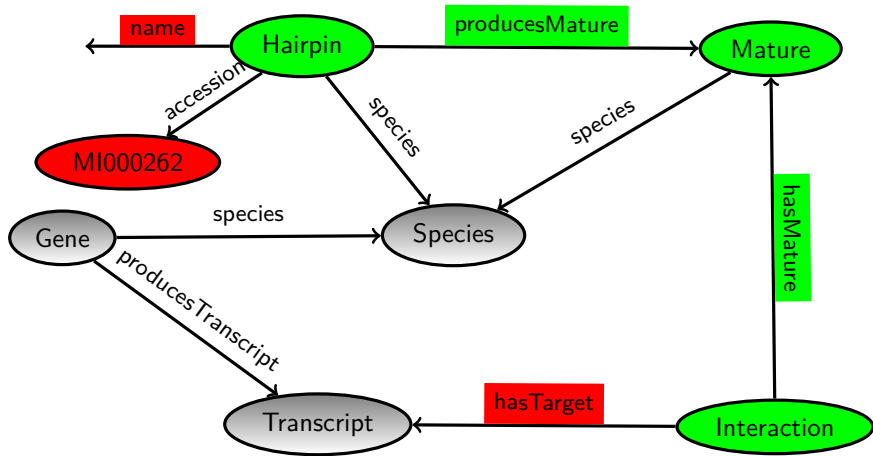 name
Hairpin
producesMature
Mature
accession
species
species
MI000262
hasMature
species
Gene
Species
producesTranscript
hasTarget
Transcript
Interaction